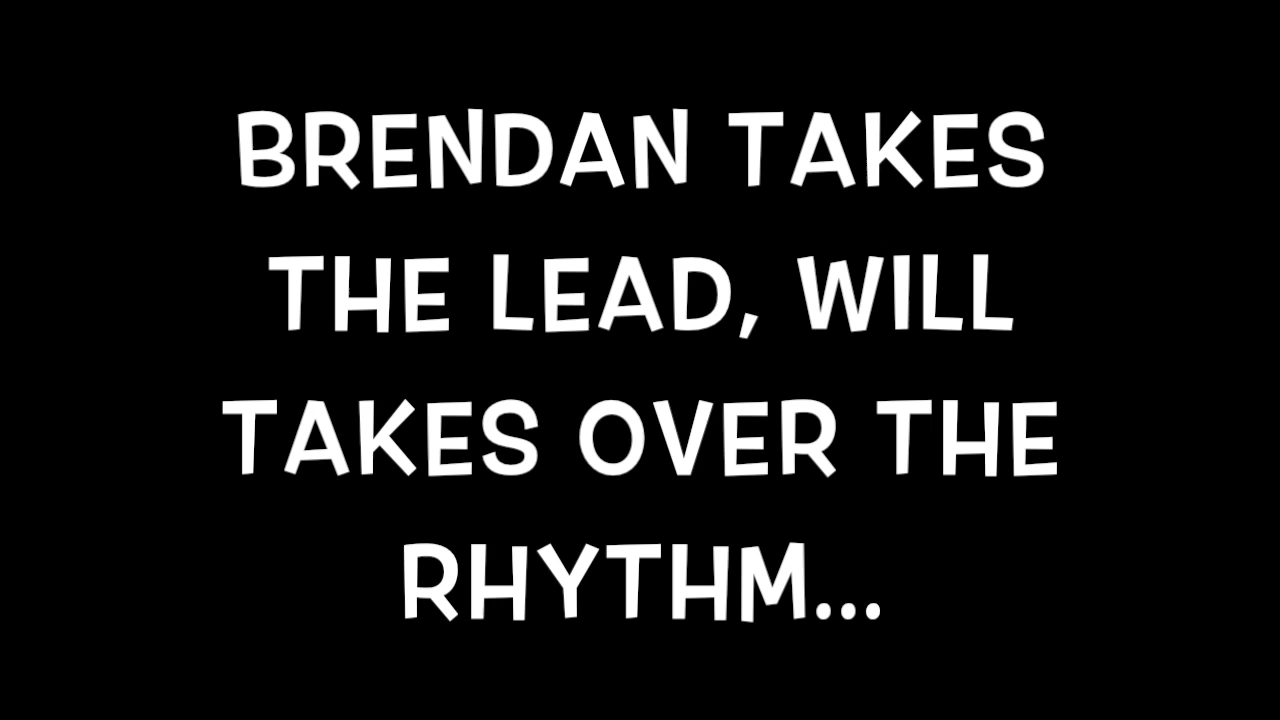 BRENDAN TAKES
THE LEAD, WILL
TAKES OVER THE
RHYTHM...